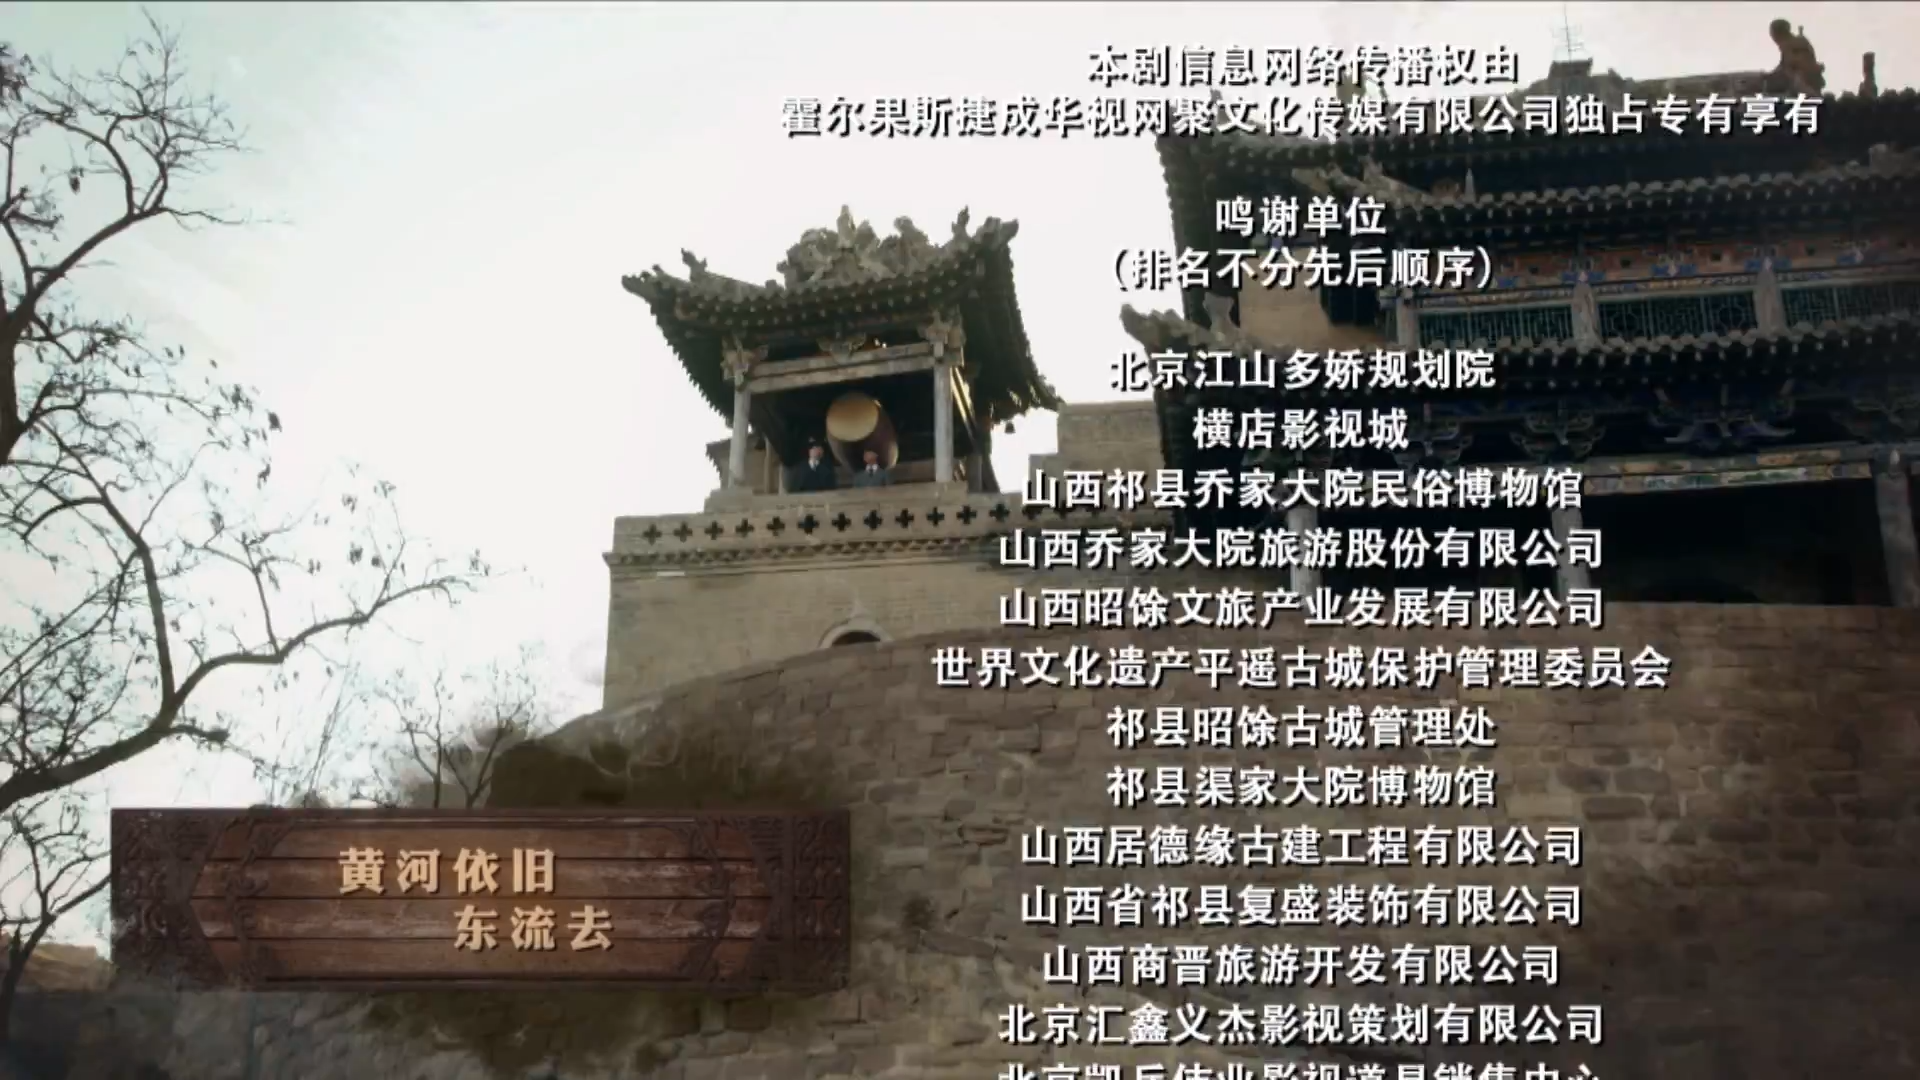 本剧信息网络传播权由
霍尔果斯捷成华视网聚文化传媒有限公司独占专有享有
鸣谢单位
（排名不分先后顺序）
北京江山多娇规划院
横店影视城
山西祁县乔家大院民俗博物馆
山西乔家大院旅游股份有限公司
山西昭馀文旅产业发展有限公司
世界文化遗产平遥古城保护管理委员会
祁县昭馀古城管理处
祁县渠家大院博物馆
山西居德缘古建工程有限公司
山西省祁县复盛装饰有限公司
山西商晋旅游开发有限公司
北京汇鑫义杰影视策划有限公司
黄河依旧
东流去